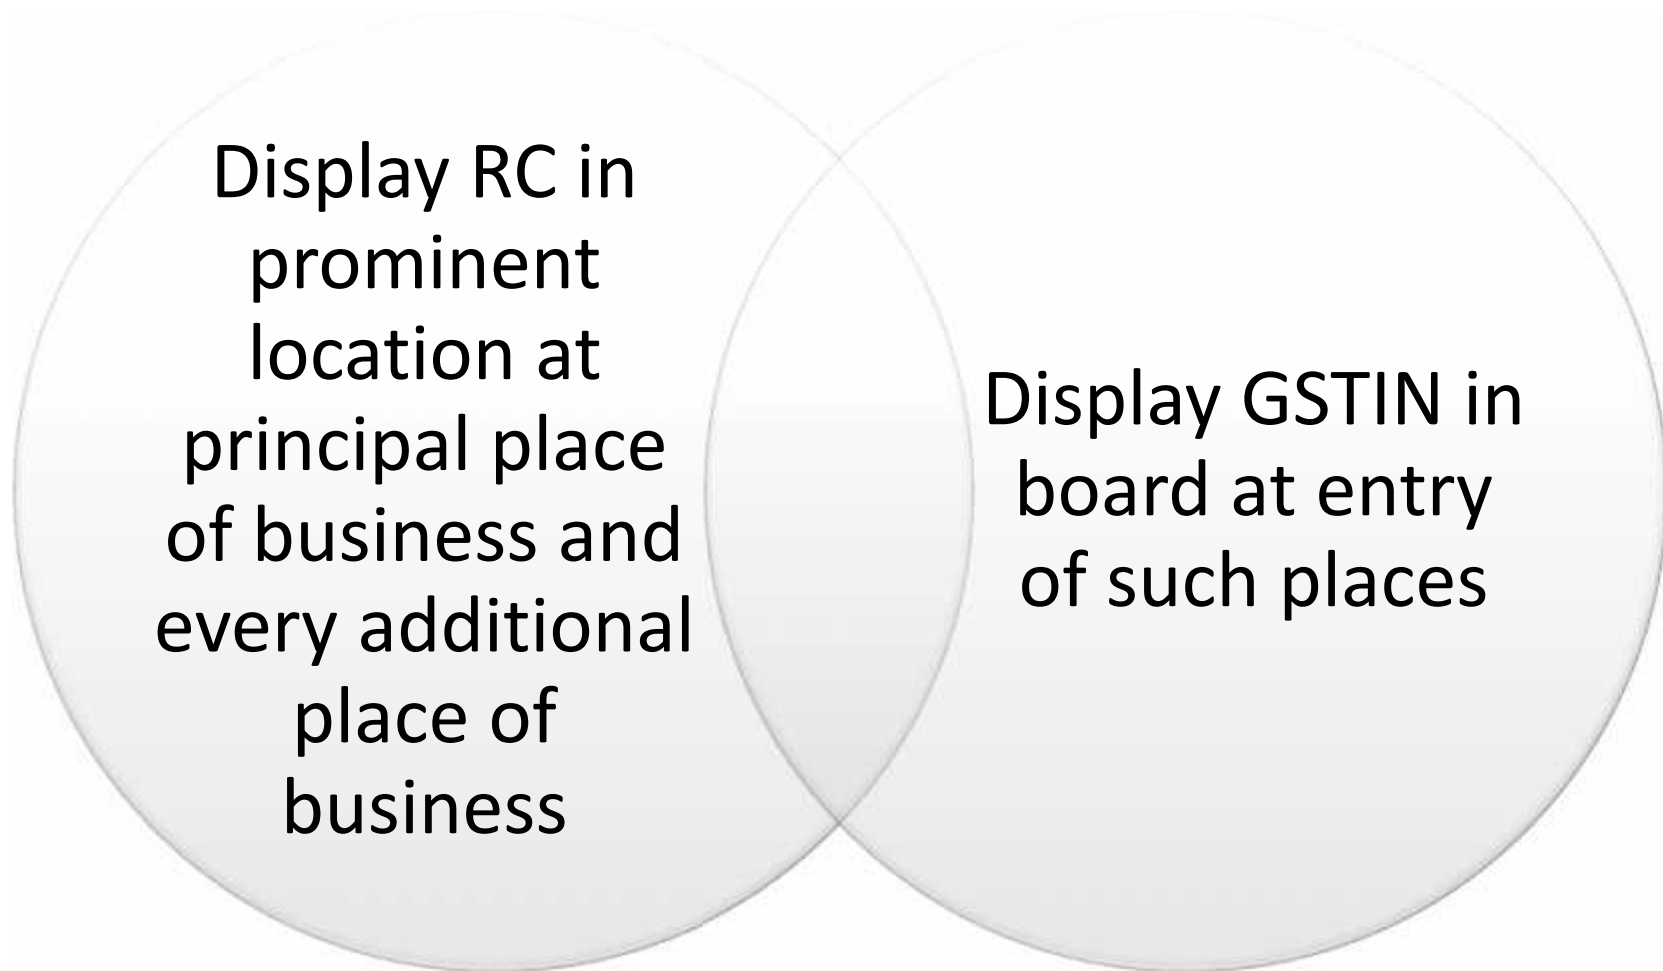 Display RC in
prominent
location at
principal place
of business and
every additional
place of
business
Display GSTIN in
board at entry
of such places